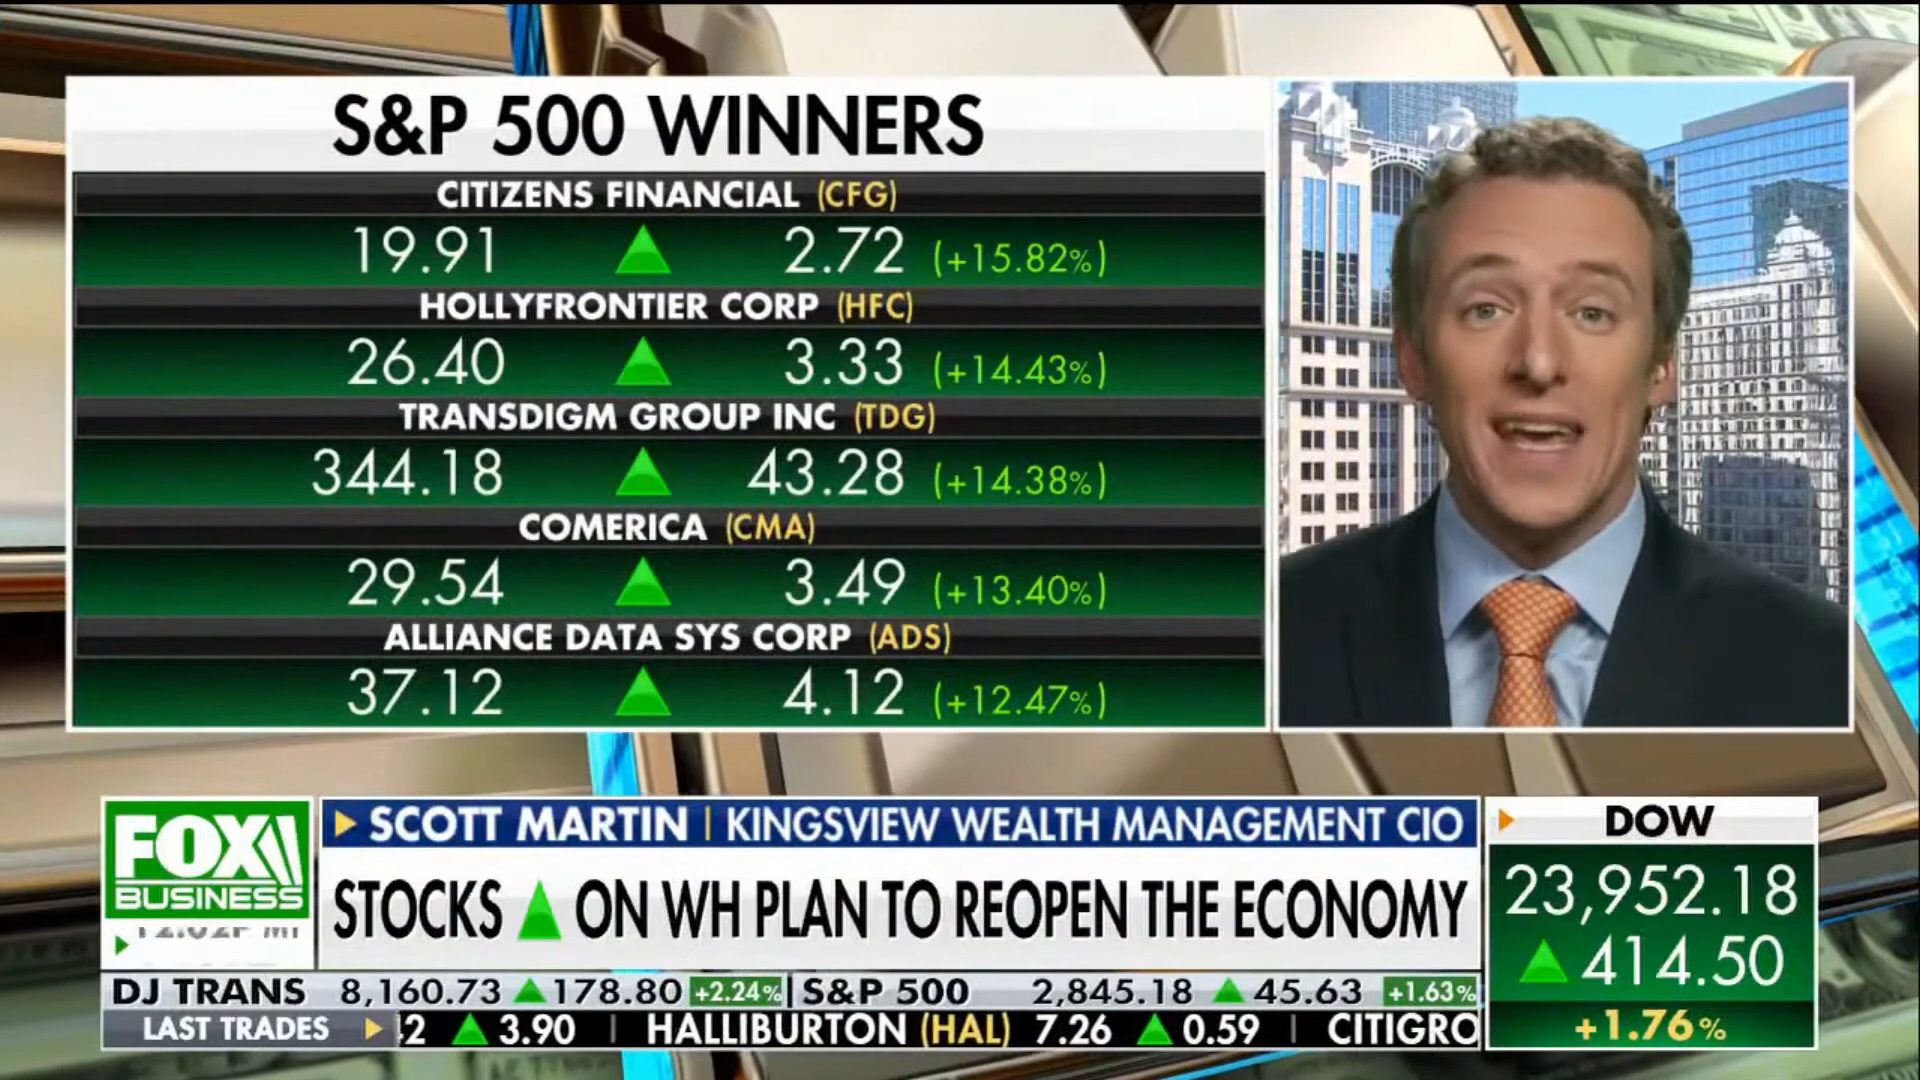 S&P 500 WINNERS
CITIZENS FINANCIAL (CFG)
19.91 ▲ 2.72 (+15.82%)
HOLLYFRONTIER CORP (HFC)
26.40 ▲ 3.33 (+14.43%)
TRANSDIGM GROUP INC (TDG)
344.18 ▲ 43.28 (+14.38%)
COMERICA (CMA)
29.54 ▲ 3.49 (+13.40%)
ALLIANCE DATA SYS CORP (ADS)
37.12 ▲ 4.12 (+12.47%)
FOX
BUSINESS
SCOTT MARTIN | KINGSVIEW WEALTH MANAGEMENT CIO
STOCKS ▲ ON WH PLAN TO REOPEN THE ECONOMY
DOW
23,952.18
▲ 414.50
+1.76%
DJ TRANS 8,160.73 ▲ 178.80 +2.24% | S&P 500 2,845.18 ▲ 45.63 +1.63%
LAST TRADES 2 ▲ 3.90 | HALLIBURTON (HAL) 7.26 ▲ 0.59 | CITIGRO